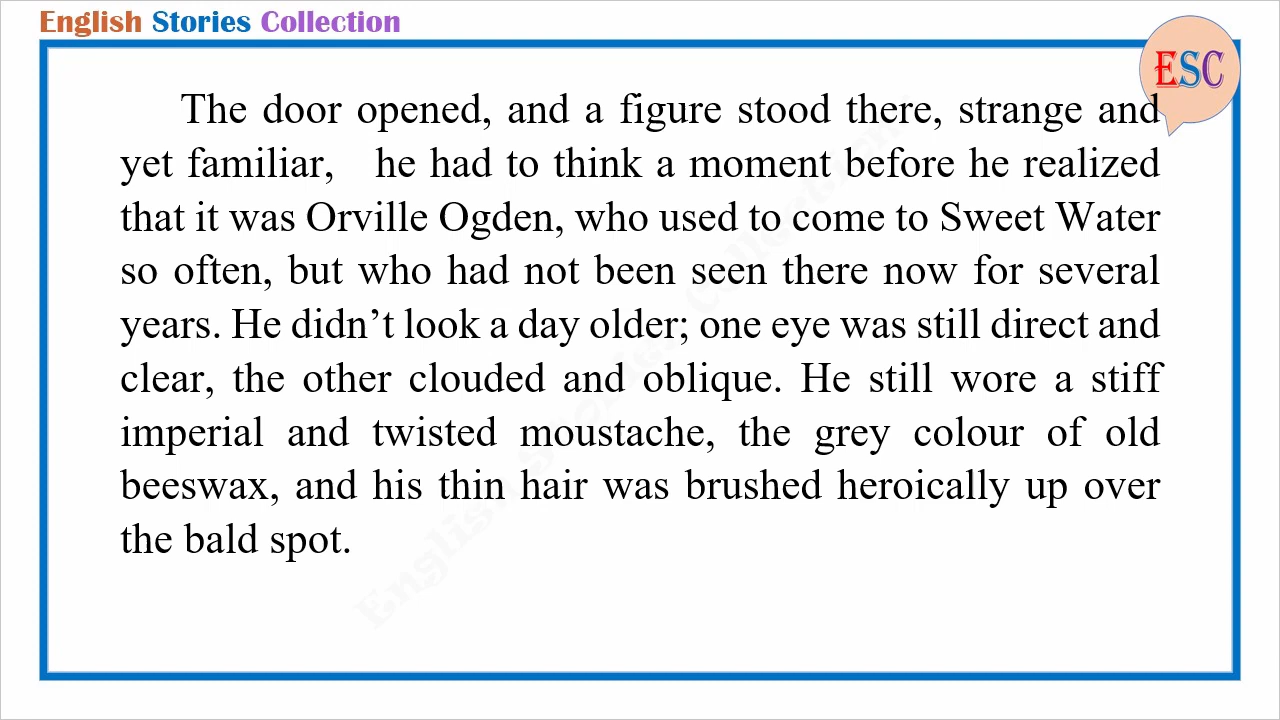 English Stories Collection
ESC
The door opened, and a figure stood there, strange and
yet familiar, he had to think a moment before he realized
that it was Orville Ogden, who used to come to Sweet Water
so often, but who had not been seen there now for several
years. He didn’t look a day older; one eye was still direct and
clear, the other clouded and oblique. He still wore a stiff
imperial and twisted moustache, the grey colour of old
beeswax, and his thin hair was brushed heroically up over
the bald spot.
English Stories Collection